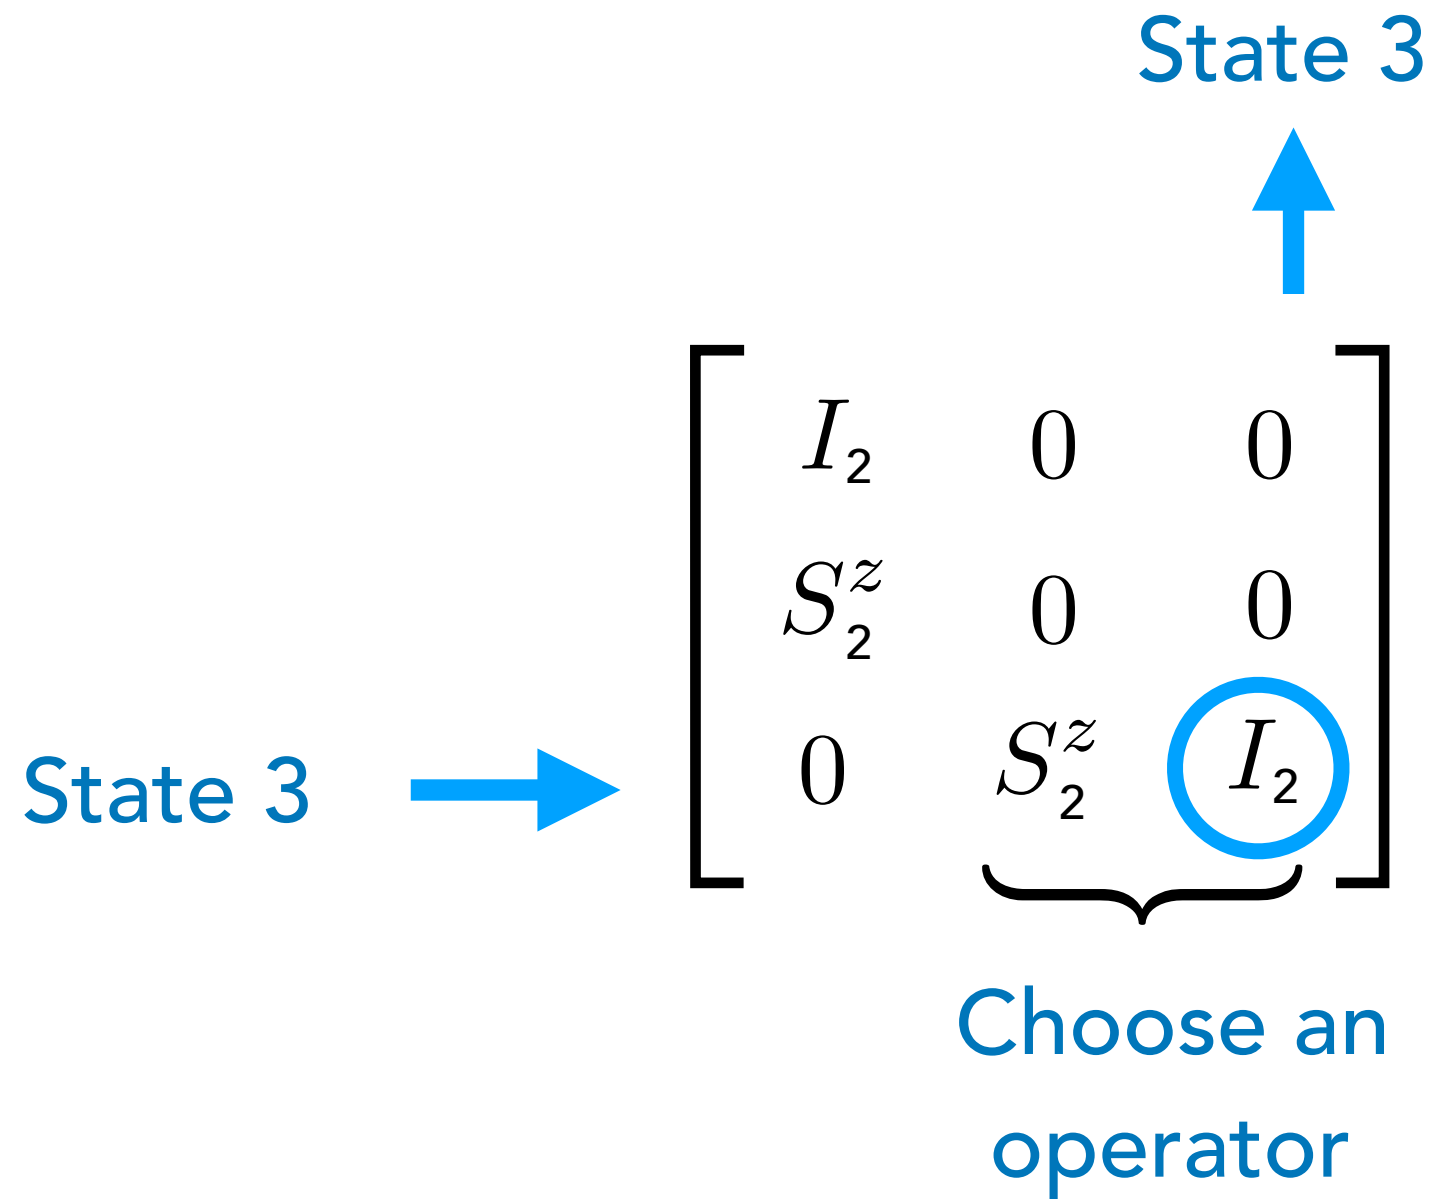 State 3
I₂ 0 0
S₂ᶻ 0 0
State 3
0 S₂ᶻ I₂
Choose an
operator